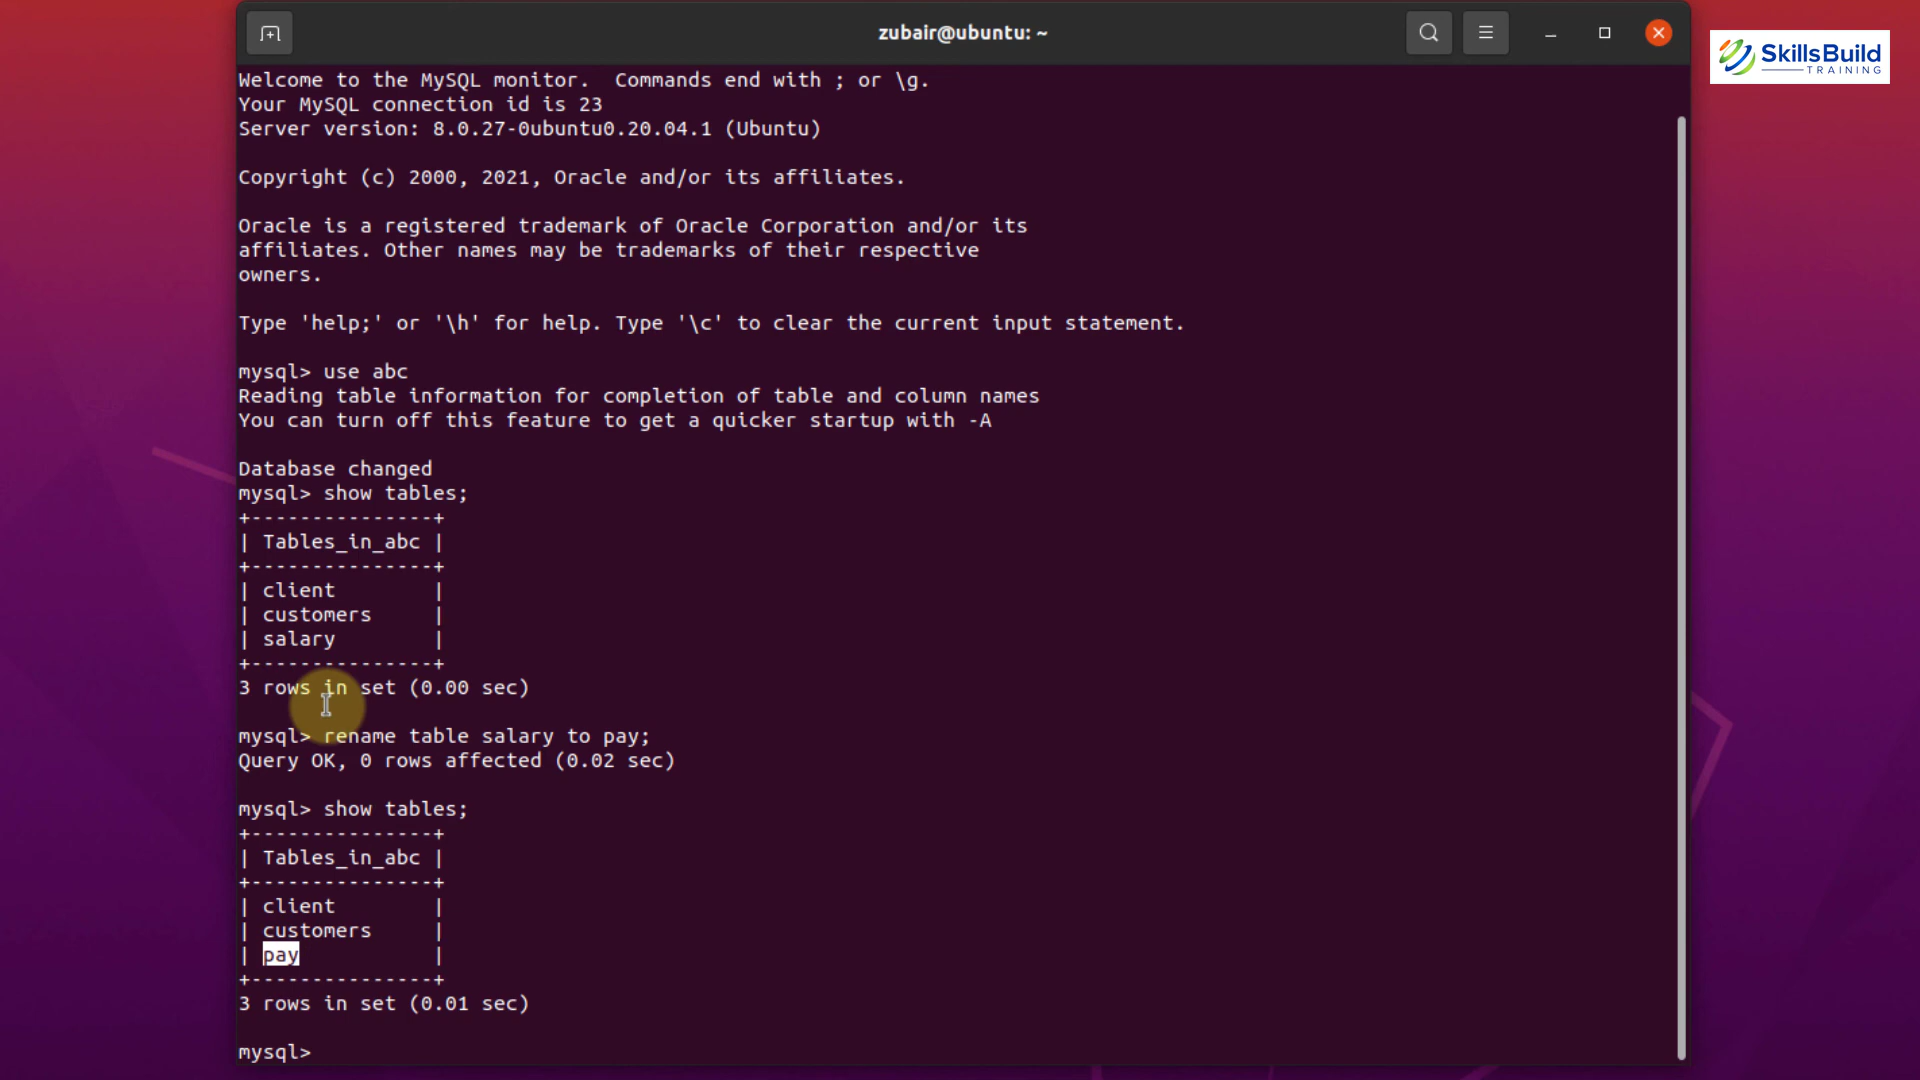 zubair@ubuntu: ~
SkillsBuild
TRAINING
Welcome to the MySQL monitor.  Commands end with ; or \g.
Your MySQL connection id is 23
Server version: 8.0.27-0ubuntu0.20.04.1 (Ubuntu)
Copyright (c) 2000, 2021, Oracle and/or its affiliates.
Oracle is a registered trademark of Oracle Corporation and/or its
affiliates. Other names may be trademarks of their respective
owners.
Type 'help;' or '\h' for help. Type '\c' to clear the current input statement.
mysql> use abc
Reading table information for completion of table and column names
You can turn off this feature to get a quicker startup with -A
Database changed
mysql> show tables;
+---------------+
| Tables_in_abc |
+---------------+
| client        |
| customers     |
| salary        |
+---------------+
3 rows in set (0.00 sec)
mysql> rename table salary to pay;
Query OK, 0 rows affected (0.02 sec)
mysql> show tables;
+---------------+
| Tables_in_abc |
+---------------+
| client        |
| customers     |
| pay           |
+---------------+
3 rows in set (0.01 sec)
mysql>